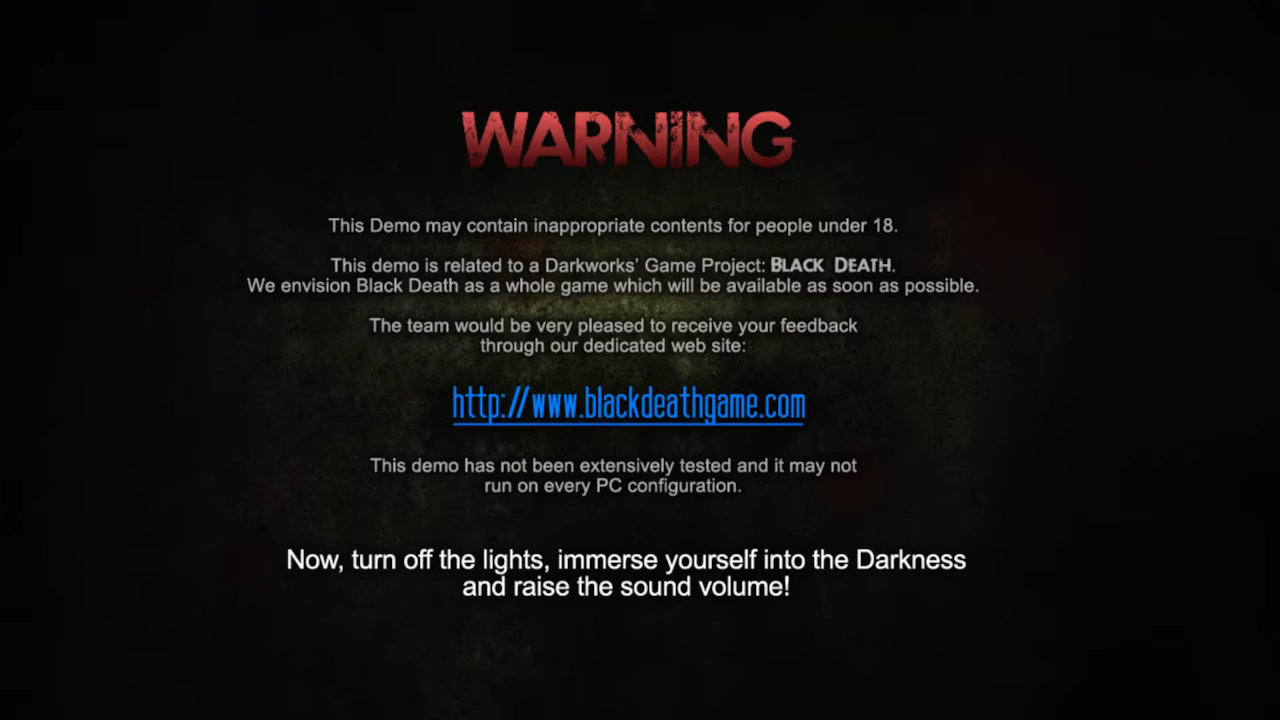 WARNING
This Demo may contain inappropriate contents for people under 18.
This demo is related to a Darkworks' Game Project: BLACK DEATH.
We envision Black Death as a whole game which will be available as soon as possible.
The team would be very pleased to receive your feedback
through our dedicated web site:
http://www.blackdeathgame.com
This demo has not been extensively tested and it may not
run on every PC configuration.
Now, turn off the lights, immerse yourself into the Darkness
and raise the sound volume!